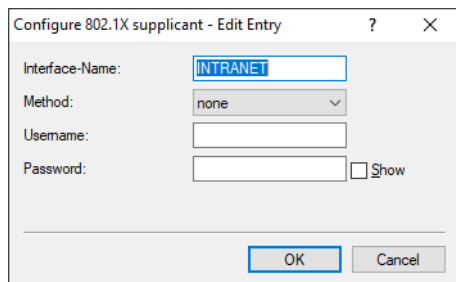 Configure 802.1X supplicant - Edit Entry ? ×
Interface-Name: INTRANET
Method: none
Username:
Password: Show
OK Cancel